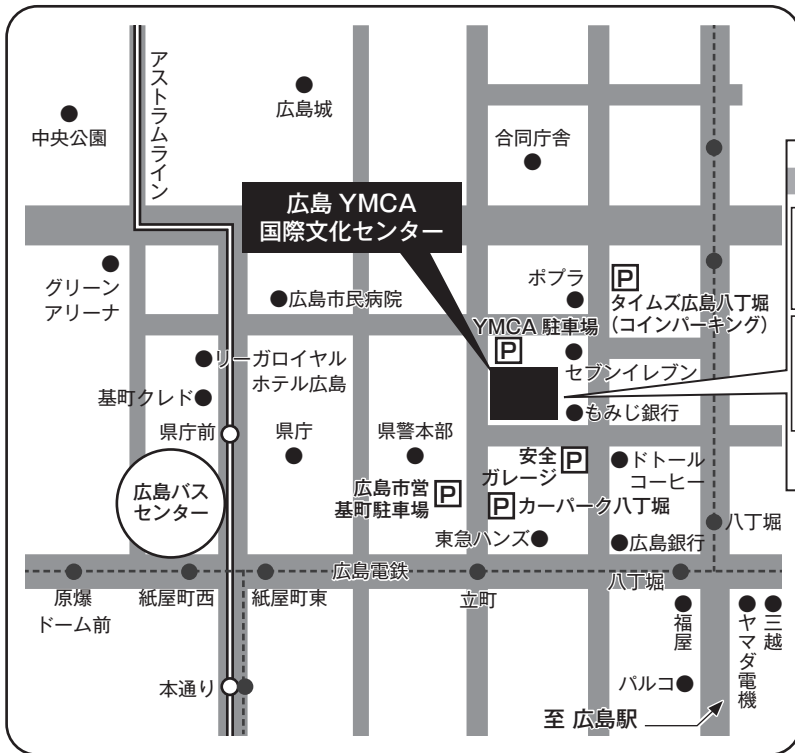 アストラムライン
中央公園
広島城
合同庁舎
広島 YMCA
国際文化センター
グリーン
アリーナ
広島市民病院
ポプラ
P
タイムズ広島八丁堀
(コインパーキング)
YMCA 駐車場
P
リーガロイヤル
ホテル広島
セブンイレブン
基町クレド
もみじ銀行
県庁前
県庁
県警本部
安全
ガレージ
P
ドトール
コーヒー
広島バス
センター
広島市営
基町駐車場
P
P
カーパーク八丁堀
東急ハンズ
広島銀行
八丁堀
広島電鉄
原爆
ドーム前
紙屋町西
紙屋町東
立町
八丁堀
福屋
ヤマダ電機
三越
本通り
パルコ
至 広島駅